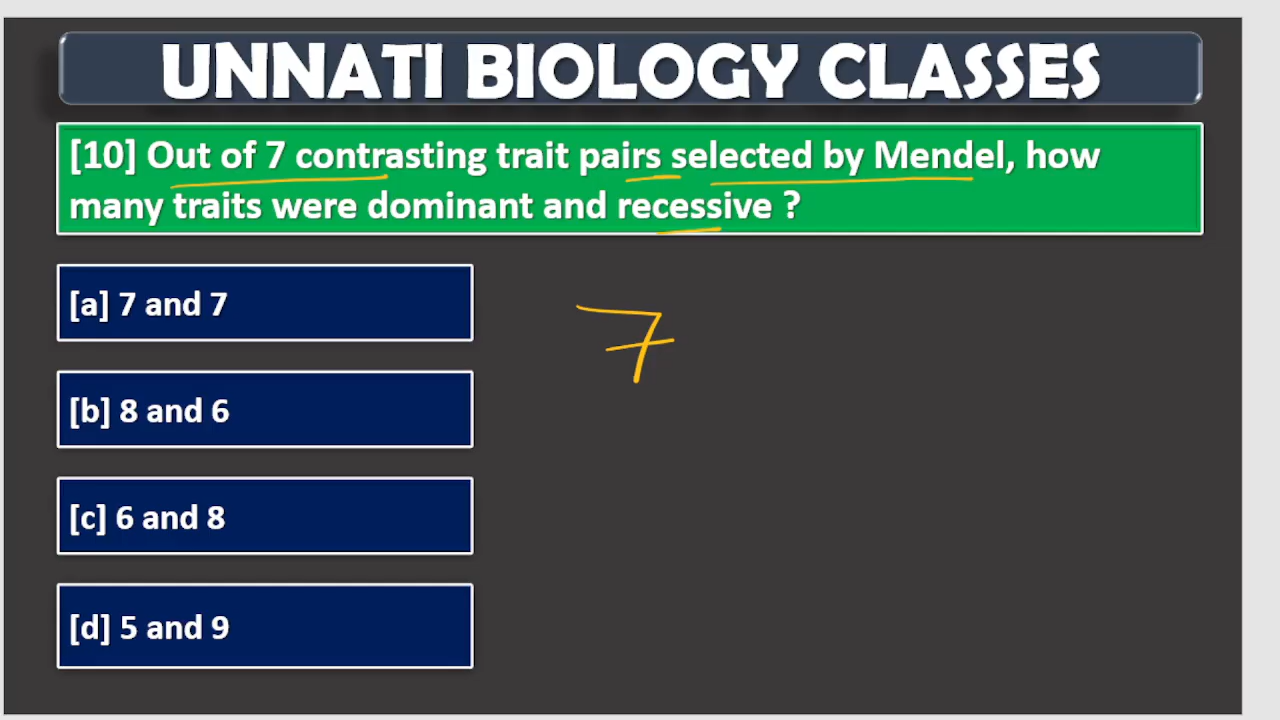 UNNATI BIOLOGY CLASSES
[10] Out of 7 contrasting trait pairs selected by Mendel, how
many traits were dominant and recessive ?
[a] 7 and 7
7
[b] 8 and 6
[c] 6 and 8
[d] 5 and 9